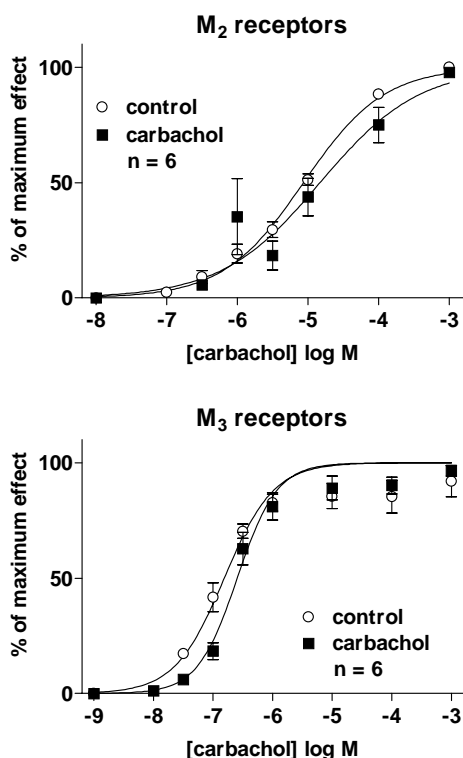 M₂ receptors
% of maximum effect
100
50
0
control
carbachol
n = 6
-8 -7 -6 -5 -4 -3
[carbachol] log M
M₃ receptors
% of maximum effect
100
50
0
control
carbachol
n = 6
-9 -8 -7 -6 -5 -4 -3
[carbachol] log M